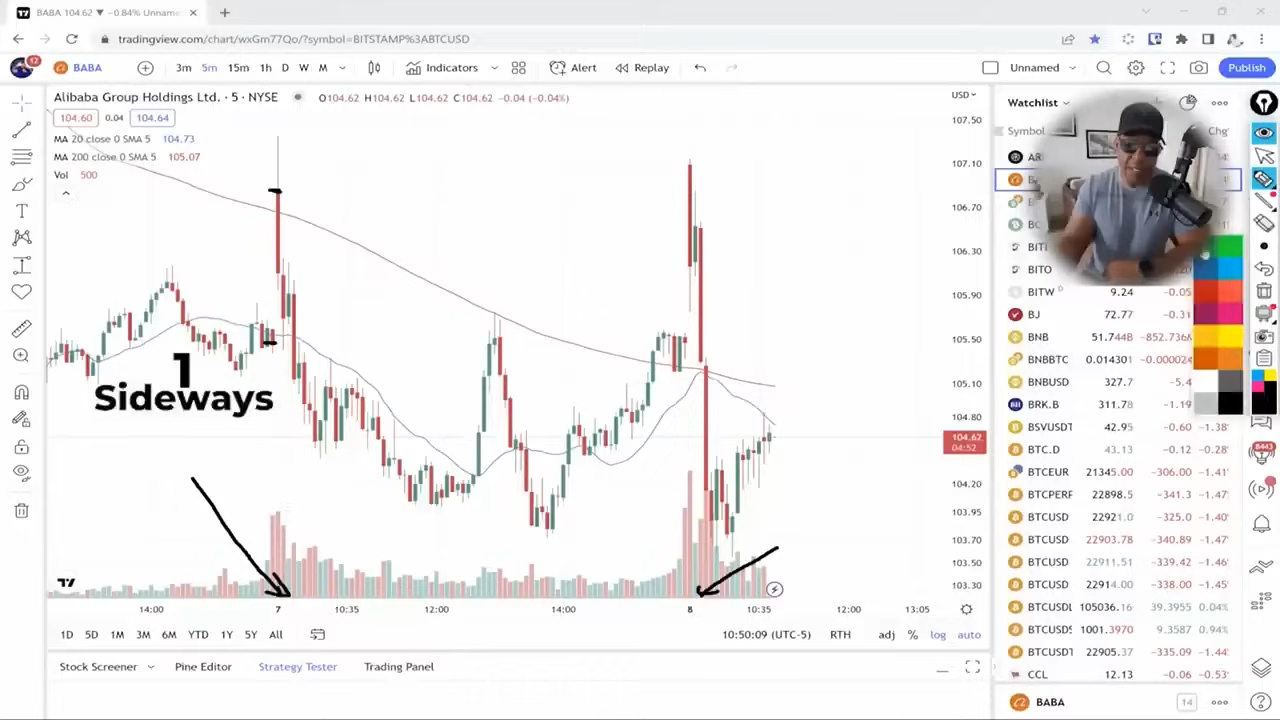 BABA 104.62 ▼ −0.84% Unname
tradingview.com/chart/wxGm77Qo/?symbol=BITSTAMP%3ABTCUSD
BABA 3m 5m 15m 1h D W M Indicators Alert Replay Unnamed Publish
Alibaba Group Holdings Ltd. · 5 · NYSE O104.62 H104.62 L104.62 C104.62 −0.04 (−0.04%) USD
104.60 0.04 104.64
MA 20 close 0 SMA 5 104.73
MA 200 close 0 SMA 5 105.07
Vol 500
107.50
107.10
106.70
106.30
105.90
105.50
105.10
104.80
104.62
04:52
104.20
103.95
103.70
103.50
103.30
1
Sideways
14:00 7 10:35 12:00 14:00 8 10:35 12:00 13:05
1D 5D 1M 3M 6M YTD 1Y 5Y All 10:50:09 (UTC-5) RTH adj % log auto
Stock Screener Pine Editor Strategy Tester Trading Panel
Watchlist
Symbol Chg
BITO
BITW 9.24 −0.05
BJ 72.77 −0.31
BNB 51.744B −852.736M
BNBBTC 0.014301 −0.000024
BNBUSD 327.7 −5.4
BRK.B 311.78 −1.19
BSVUSDT 42.95 −0.60 −1.38
BTC.D 43.13 −0.12 −0.28
BTCEUR 21345.00 −306.00 −1.41
BTCPERP 22898.5 −341.3 −1.47
BTCUSD 22921.0 −325.0 −1.40
BTCUSD 22903.78 −340.89 −1.47
BTCUSD 22911.51 −339.42 −1.46
BTCUSD 22914.00 −338.00 −1.45
BTCUSDL 105036.16 39.3955 0.04%
BTCUSDS 1001.3970 9.3587 0.94%
BTCUSDT 22905.37 −335.09 −1.44
CCL 12.13 −0.06 −0.53
BABA 14